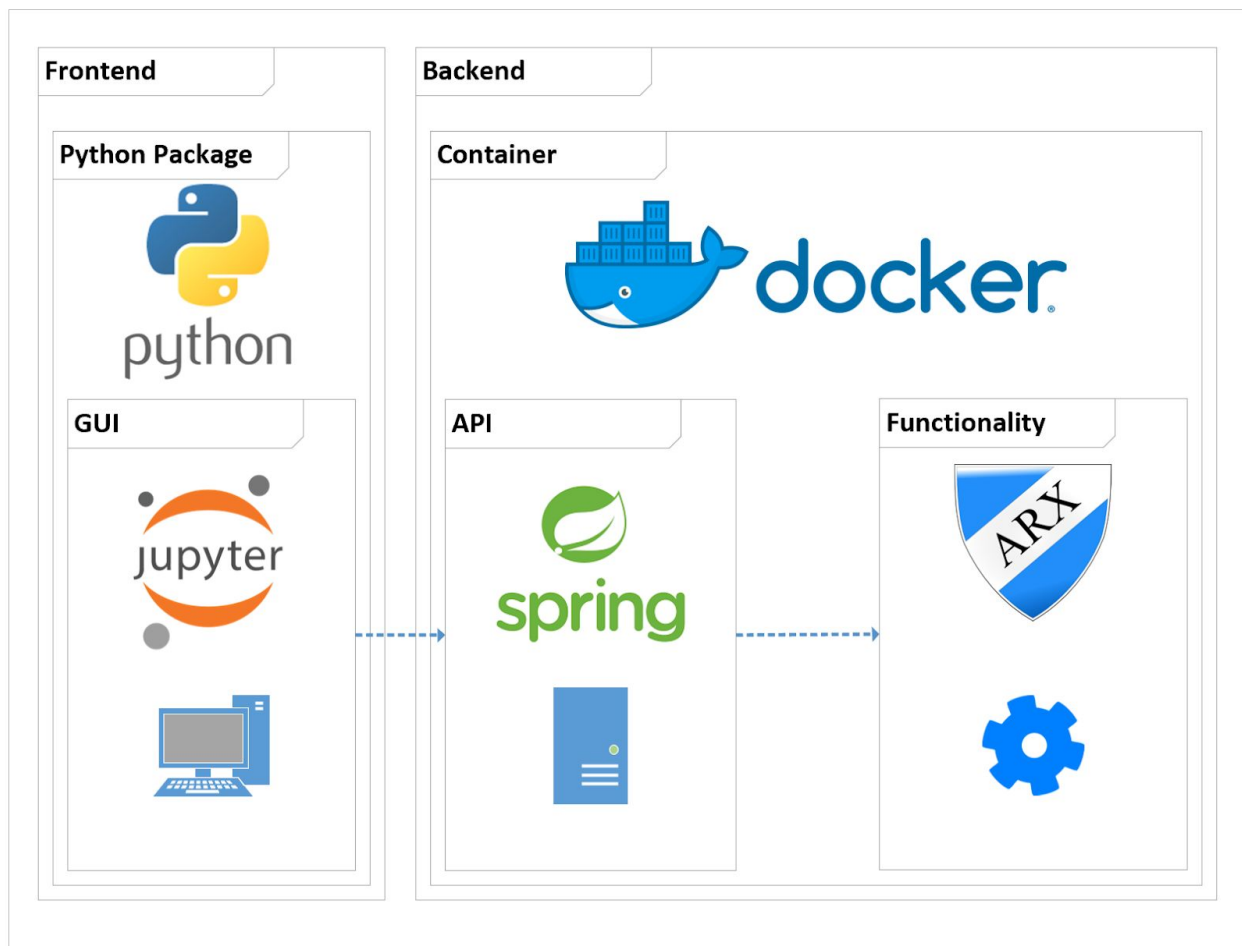 Frontend
Backend
Python Package
Container
python
docker
GUI
API
Functionality
jupyter
spring
ARX